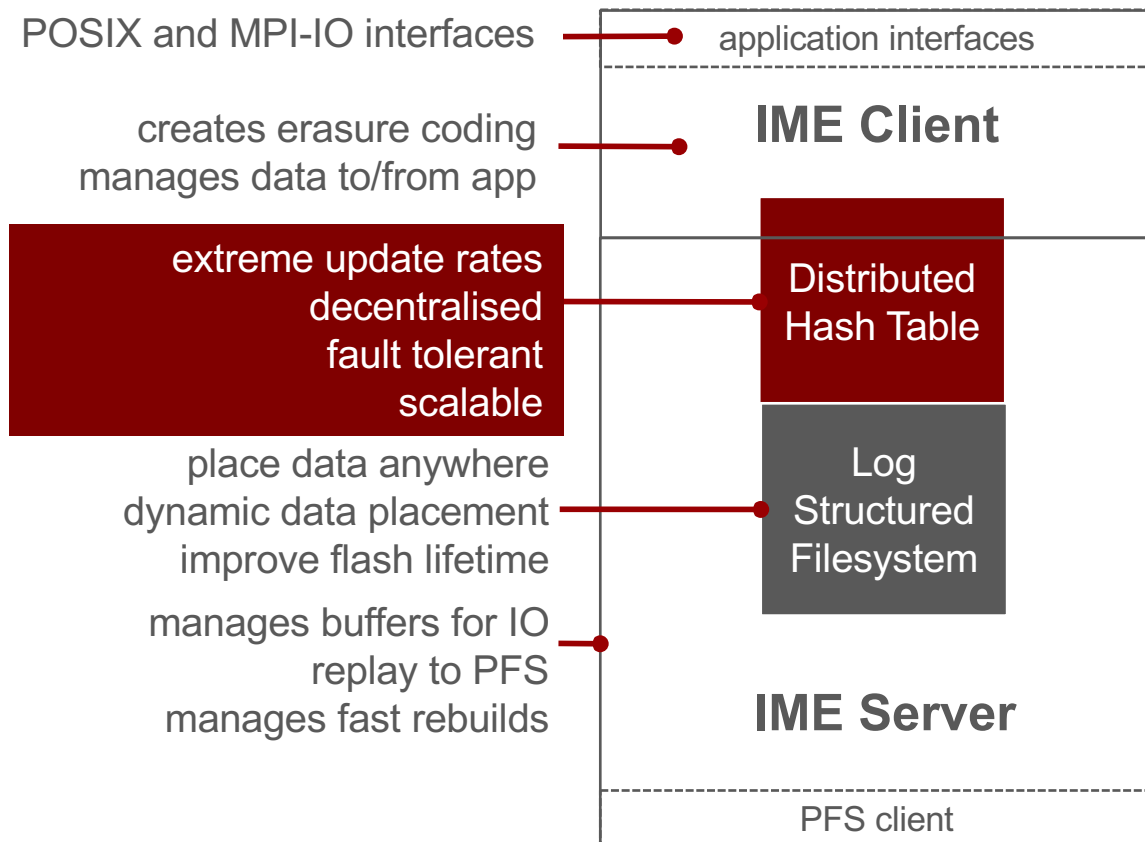 POSIX and MPI-IO interfaces
application interfaces
creates erasure coding
manages data to/from app
IME Client
extreme update rates
decentralised
fault tolerant
scalable
Distributed
Hash Table
place data anywhere
dynamic data placement
improve flash lifetime
Log
Structured
Filesystem
manages buffers for IO
replay to PFS
manages fast rebuilds
IME Server
PFS client